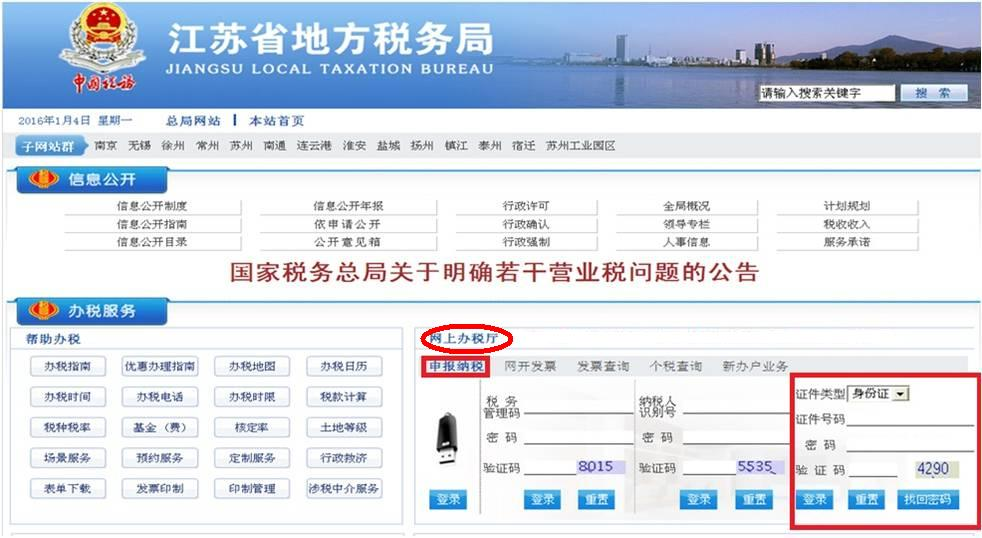 江苏省地方税务局
JIANGSU LOCAL TAXATION BUREAU
中国税务
请输入搜索关键字 搜 索
2016年1月4日 星期一 总局网站 本站首页
子网站群 南京 无锡 徐州 常州 苏州 南通 连云港 淮安 盐城 扬州 镇江 泰州 宿迁 苏州工业园区
信息公开
信息公开制度 信息公开年报 行政许可 全局概况 计划规划
信息公开指南 依申请公开 行政确认 领导专栏 税收收入
信息公开目录 公开意见箱 行政强制 人事信息 服务承诺
国家税务总局关于明确若干营业税问题的公告
办税服务
帮助办税
办税指南 优惠办理指南 办税地图 办税日历
办税时间 办税电话 办税时限 税款计算
税种税率 基金（费） 核定率 土地等级
场景服务 预约服务 定制服务 行政救济
表单下载 发票印制 印制管理 涉税中介服务
网上办税厅
申报纳税 网开发票 发票查询 个税查询 新办户业务
登录
税 务
管理码
密 码
验证码 8015
登录 重置
纳税人
识别号
密 码
验证码 5535
登录 重置
证件类型 身份证
证件号码
密 码
验 证 码 4290
登录 重置 找回密码